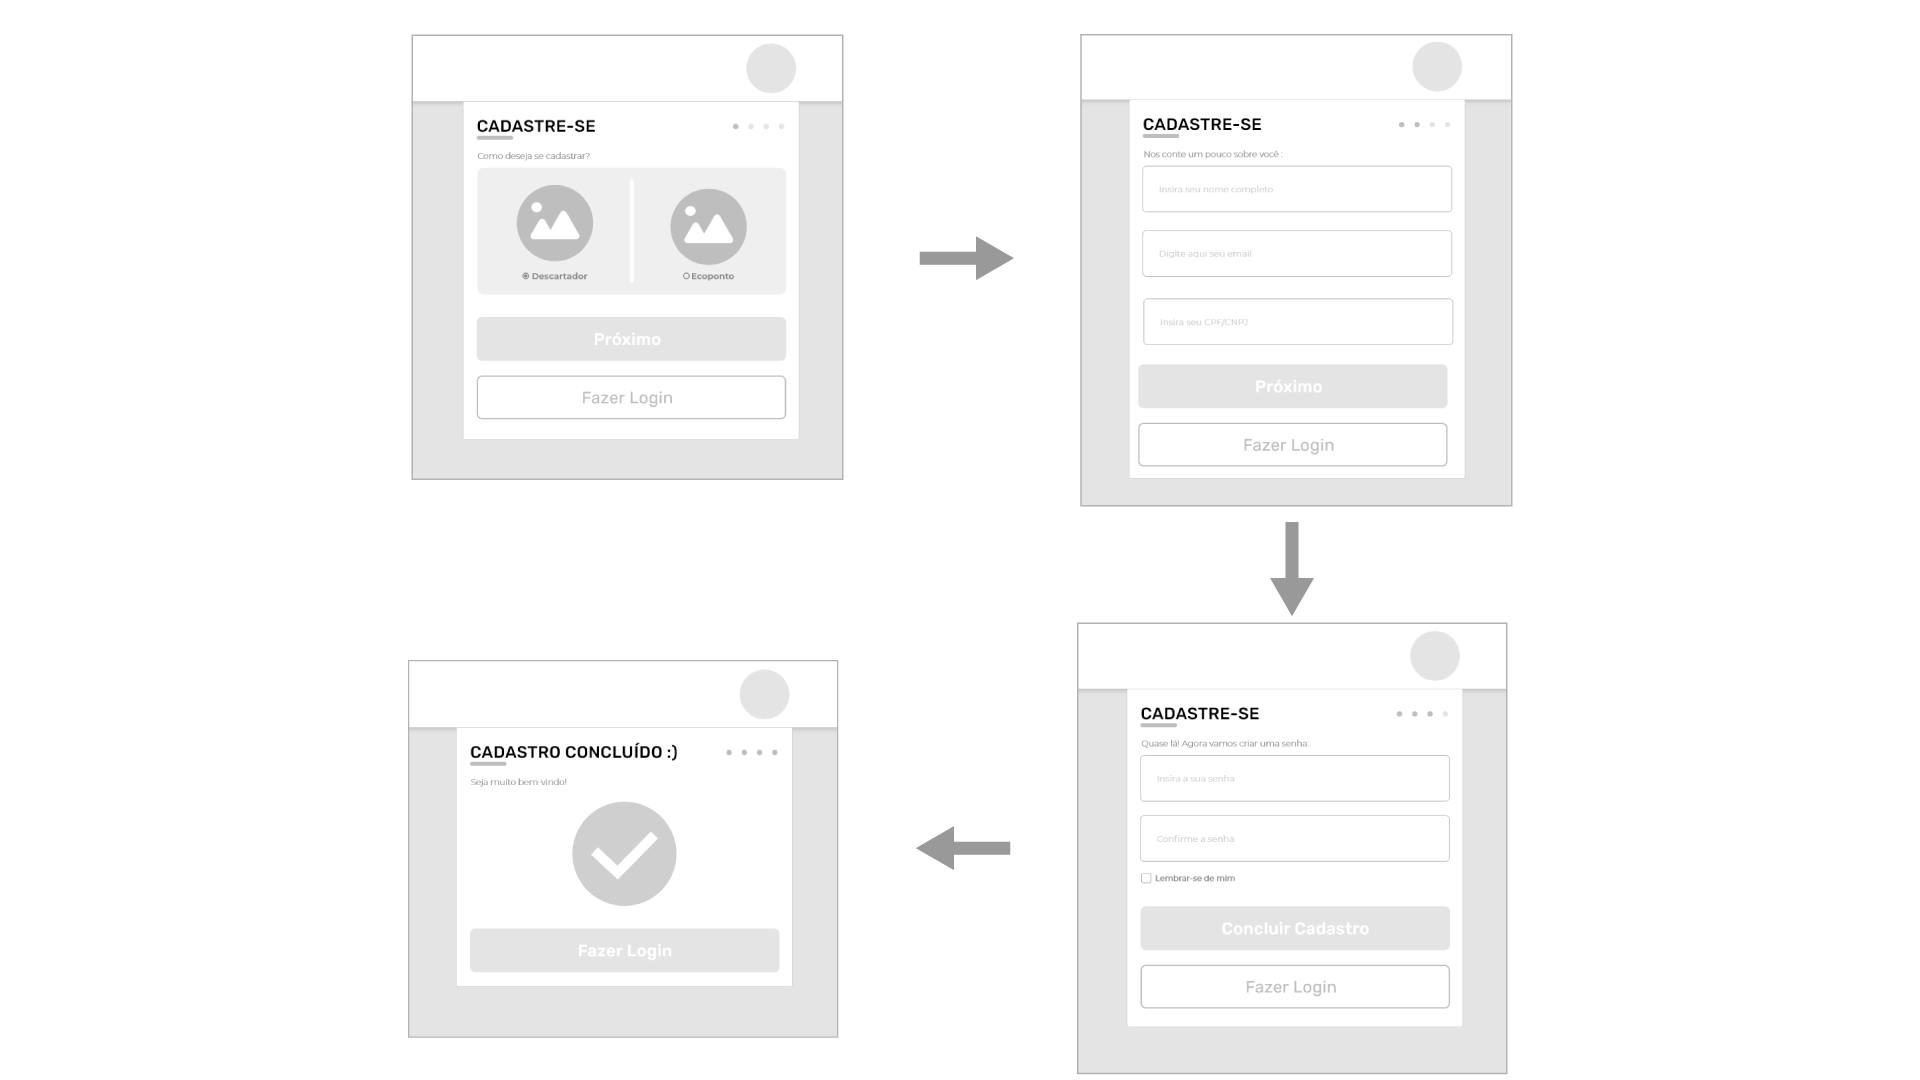 CADASTRE-SE
Como deseja se cadastrar?
Descartador
Ecoponto
Próximo
Fazer Login
CADASTRE-SE
Nos conte um pouco sobre você :
Insira seu nome completo
Digite aqui seu email
Insira seu CPF/CNPJ
Próximo
Fazer Login
CADASTRE-SE
Quase lá! Agora vamos criar uma senha:
Insira a sua senha
Confirme a senha
Lembrar-se de mim
Concluir Cadastro
Fazer Login
CADASTRO CONCLUÍDO :)
Seja muito bem-vindo!
Fazer Login